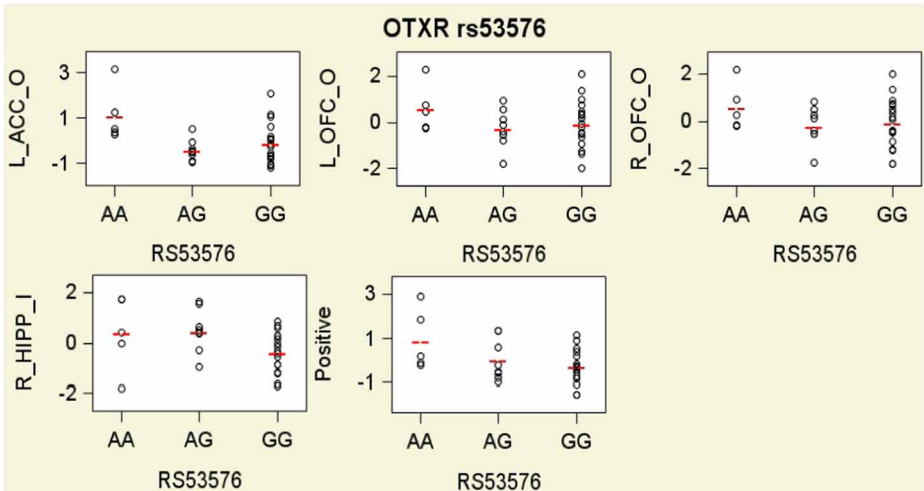 OTXR rs53576
L_ACC_O
3
1
-1
AA AG GG
RS53576
L_OFC_O
2
0
-2
AA AG GG
RS53576
R_OFC_O
2
0
-2
AA AG GG
RS53576
R_HIPP_I
2
0
-2
AA AG GG
RS53576
Positive
3
1
-1
AA AG GG
RS53576